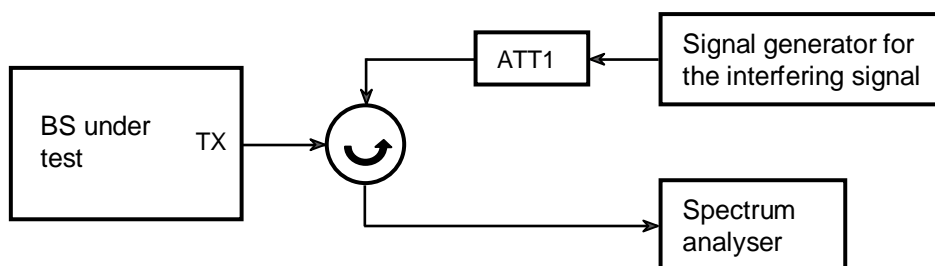 Signal generator for
the interfering signal
ATT1
BS under
test
TX
Spectrum
analyser